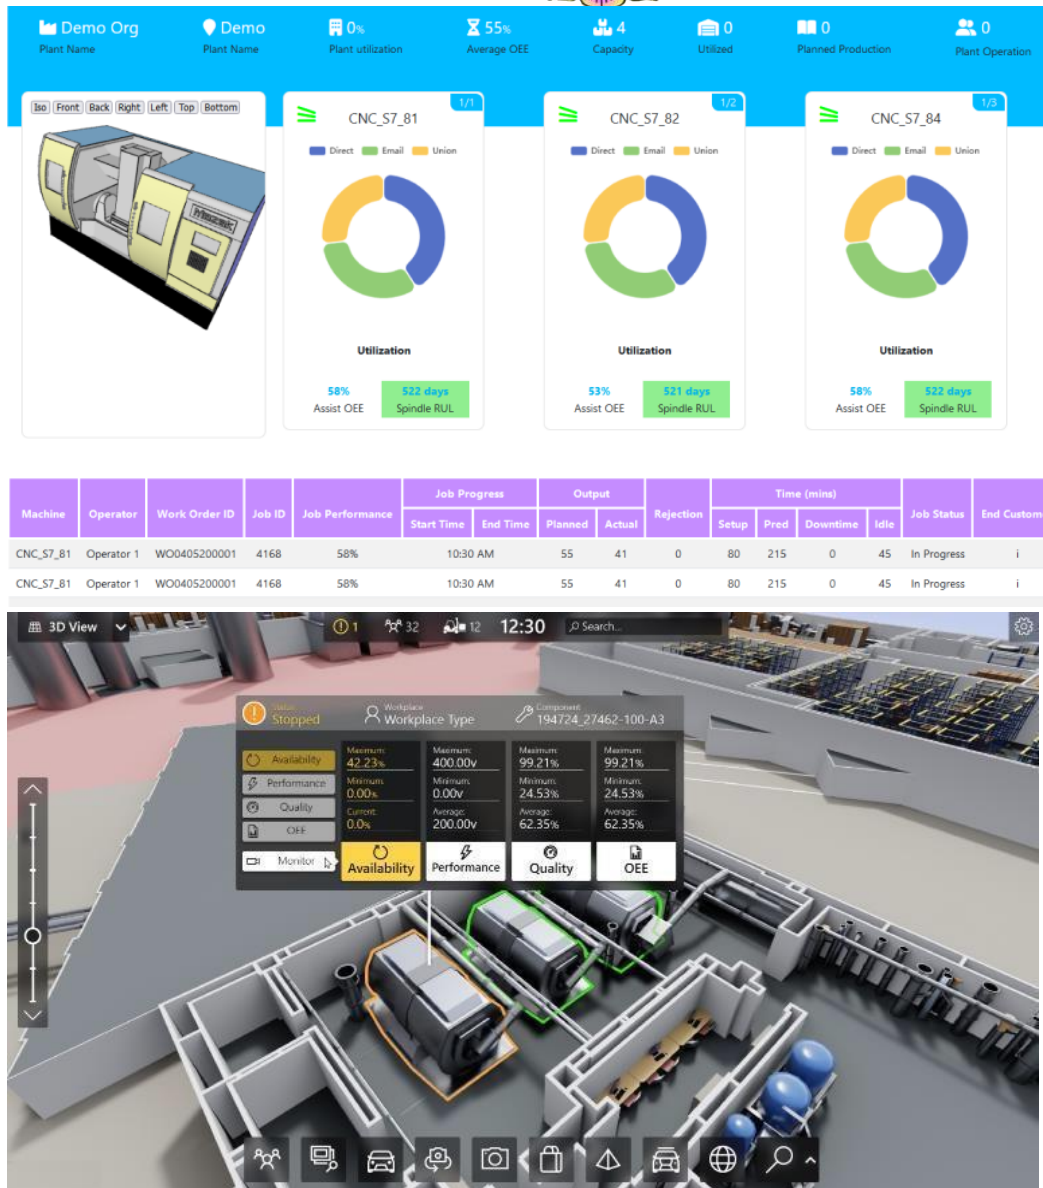 Demo Org
Plant Name
Demo
Plant Name
0%
Plant utilization
55%
Average OEE
4
Capacity
0
Utilized
0
Planned Production
0
Plant Operation
Iso Front Back Right Left Top Bottom
1/1
CNC_S7_81
Direct Email Union
Utilization
58%
Assist OEE
522 days
Spindle RUL
1/2
CNC_S7_82
Direct Email Union
Utilization
53%
Assist OEE
521 days
Spindle RUL
1/3
CNC_S7_84
Direct Email Union
Utilization
58%
Assist OEE
522 days
Spindle RUL
Machine Operator Work Order ID Job ID Job Performance Job Progress Output Rejection Time (mins) Job Status End Custome
Start Time End Time Planned Actual Setup Pred Downtime Idle
CNC_S7_81 Operator 1 WO0405200001 4168 58% 10:30 AM 55 41 0 80 215 0 45 In Progress i
CNC_S7_81 Operator 1 WO0405200001 4168 58% 10:30 AM 55 41 0 80 215 0 45 In Progress i
3D View 1 32 12 12:30 Search...
Status
Stopped
Workplace
Workplace Type
Component
194724_27462-100-A3
Availability
Performance
Quality
OEE
Monitor
Maximum:
42.23%
Minimum:
0.00%
Current:
0.0%
Availability
Maximum:
400.00v
Minimum:
0.00v
Average:
200.00v
Performance
Maximum:
99.21%
Minimum:
24.53%
Average:
62.35%
Quality
Maximum:
99.21%
Minimum:
24.53%
Average:
62.35%
OEE